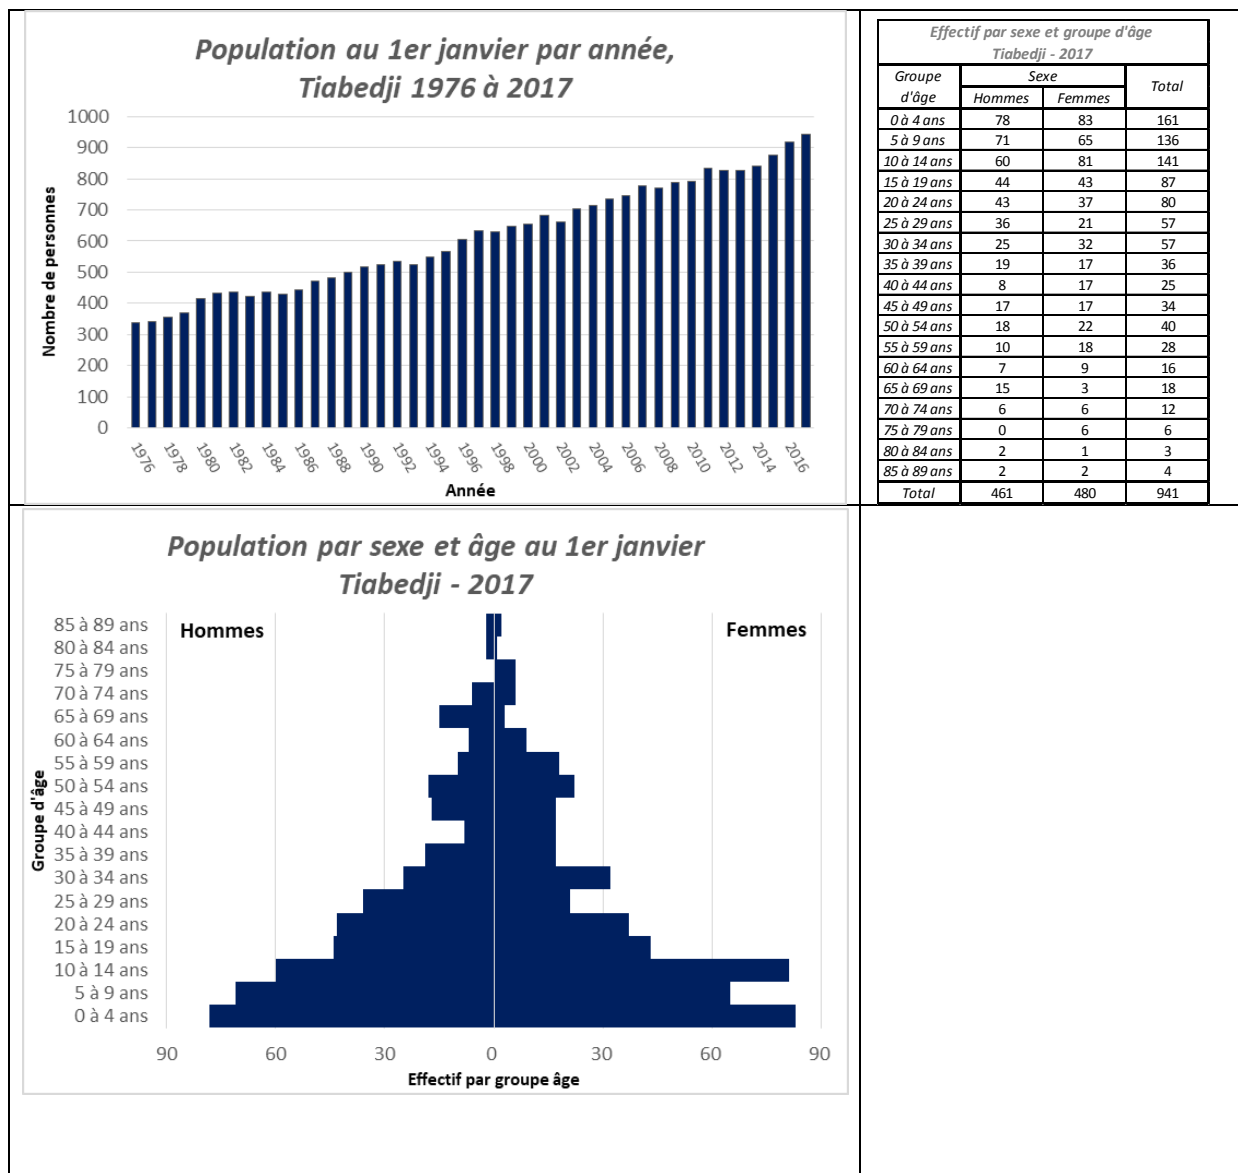 Population au 1er janvier par année,
Tiabedji 1976 à 2017
Nombre de personnes
1000
900
800
700
600
500
400
300
200
100
0
1976 1978 1980 1982 1984 1986 1988 1990 1992 1994 1996 1998 2000 2002 2004 2006 2008 2010 2012 2014 2016
Année
Effectif par sexe et groupe d'âge
Tiabedji - 2017
Groupe d'âge Sexe Total
Hommes Femmes
0 à 4 ans 78 83 161
5 à 9 ans 71 65 136
10 à 14 ans 60 81 141
15 à 19 ans 44 43 87
20 à 24 ans 43 37 80
25 à 29 ans 36 21 57
30 à 34 ans 25 32 57
35 à 39 ans 19 17 36
40 à 44 ans 8 17 25
45 à 49 ans 17 17 34
50 à 54 ans 18 22 40
55 à 59 ans 10 18 28
60 à 64 ans 7 9 16
65 à 69 ans 15 3 18
70 à 74 ans 6 6 12
75 à 79 ans 0 6 6
80 à 84 ans 2 1 3
85 à 89 ans 2 2 4
Total 461 480 941
Population par sexe et âge au 1er janvier
Tiabedji - 2017
Hommes Femmes
Groupe d'âge
85 à 89 ans
80 à 84 ans
75 à 79 ans
70 à 74 ans
65 à 69 ans
60 à 64 ans
55 à 59 ans
50 à 54 ans
45 à 49 ans
40 à 44 ans
35 à 39 ans
30 à 34 ans
25 à 29 ans
20 à 24 ans
15 à 19 ans
10 à 14 ans
5 à 9 ans
0 à 4 ans
90 60 30 0 30 60 90
Effectif par groupe âge